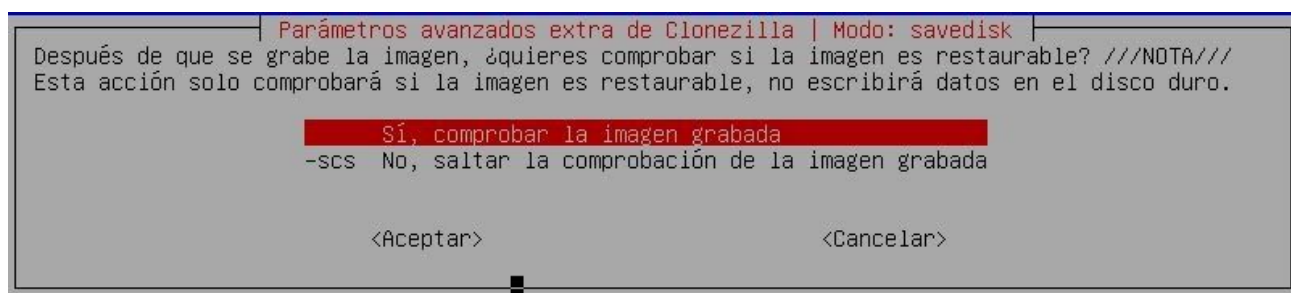 Parámetros avanzados extra de Clonezilla | Modo: savedisk
Después de que se grabe la imagen, ¿quieres comprobar si la imagen es restaurable? ///NOTA///
Esta acción solo comprobará si la imagen es restaurable, no escribirá datos en el disco duro.
Sí, comprobar la imagen grabada
-scs No, saltar la comprobación de la imagen grabada
<Aceptar> <Cancelar>